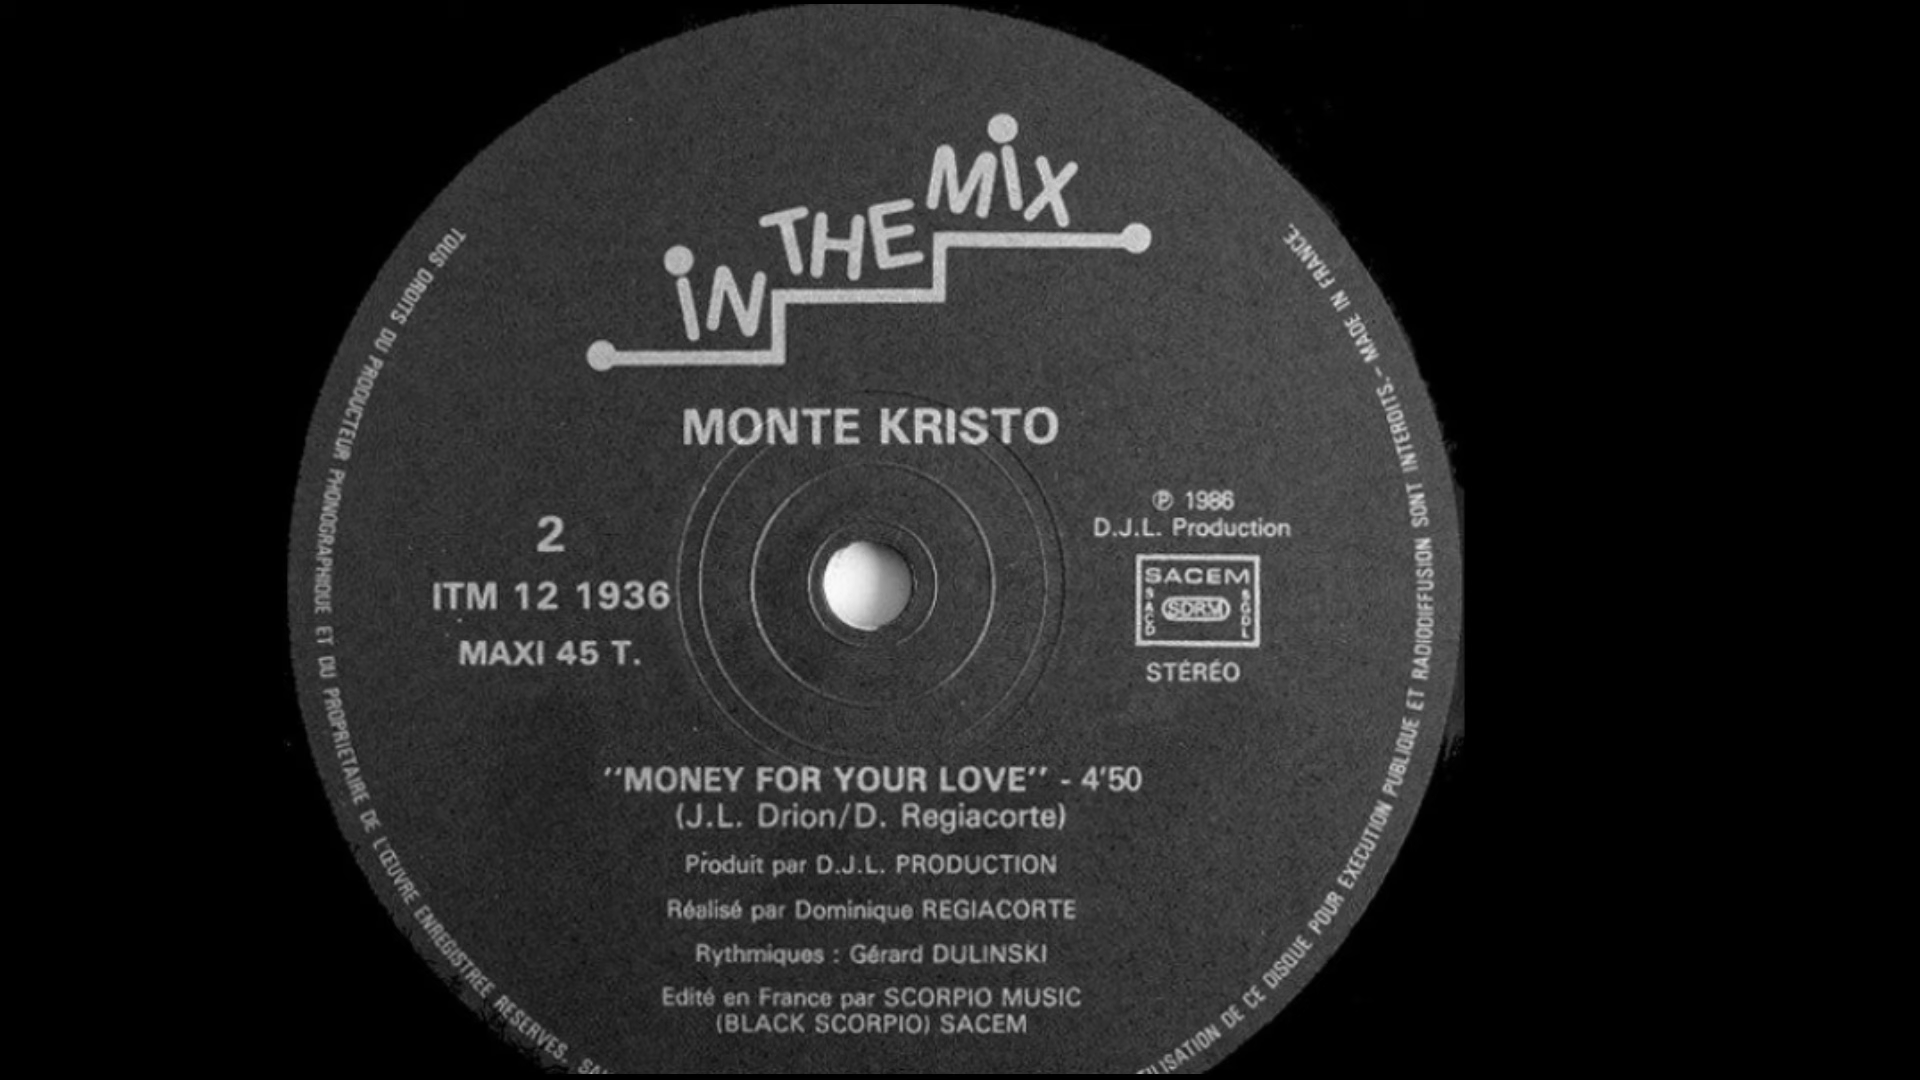 iN THE MiX
MONTE KRISTO
2
ITM 12 1936
MAXI 45 T.
℗ 1986
D.J.L. Production
SACEM
SACD SDRM SGDL
STÉRÉO
"MONEY FOR YOUR LOVE" - 4'50
(J.L. Drion/D. Regiacorte)
Produit par D.J.L. PRODUCTION
Réalisé par Dominique REGIACORTE
Rythmiques : Gérard DULINSKI
Edité en France par SCORPIO MUSIC
(BLACK SCORPIO) SACEM
TOUS DROITS DU PRODUCTEUR PHONOGRAPHIQUE ET DU PROPRIETAIRE DE L'ŒUVRE ENREGISTREE RESERVES.
DE CE DISQUE POUR EXECUTION PUBLIQUE ET RADIODIFFUSION SONT INTERDITS. - MADE IN FRANCE.